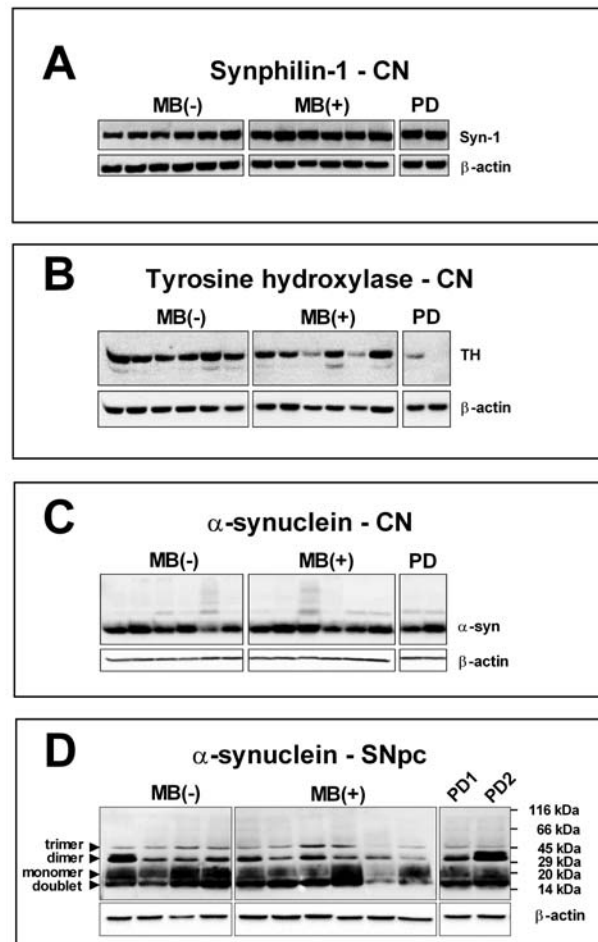 A
Synphilin-1 - CN
MB(-) MB(+) PD
Syn-1
β-actin
B
Tyrosine hydroxylase - CN
MB(-) MB(+) PD
TH
β-actin
C
α-synuclein - CN
MB(-) MB(+) PD
α-syn
β-actin
D
α-synuclein - SNpc
MB(-) MB(+) PD1 PD2
116 kDa
66 kDa
trimer 45 kDa
dimer 29 kDa
monomer 20 kDa
doublet 14 kDa
β-actin